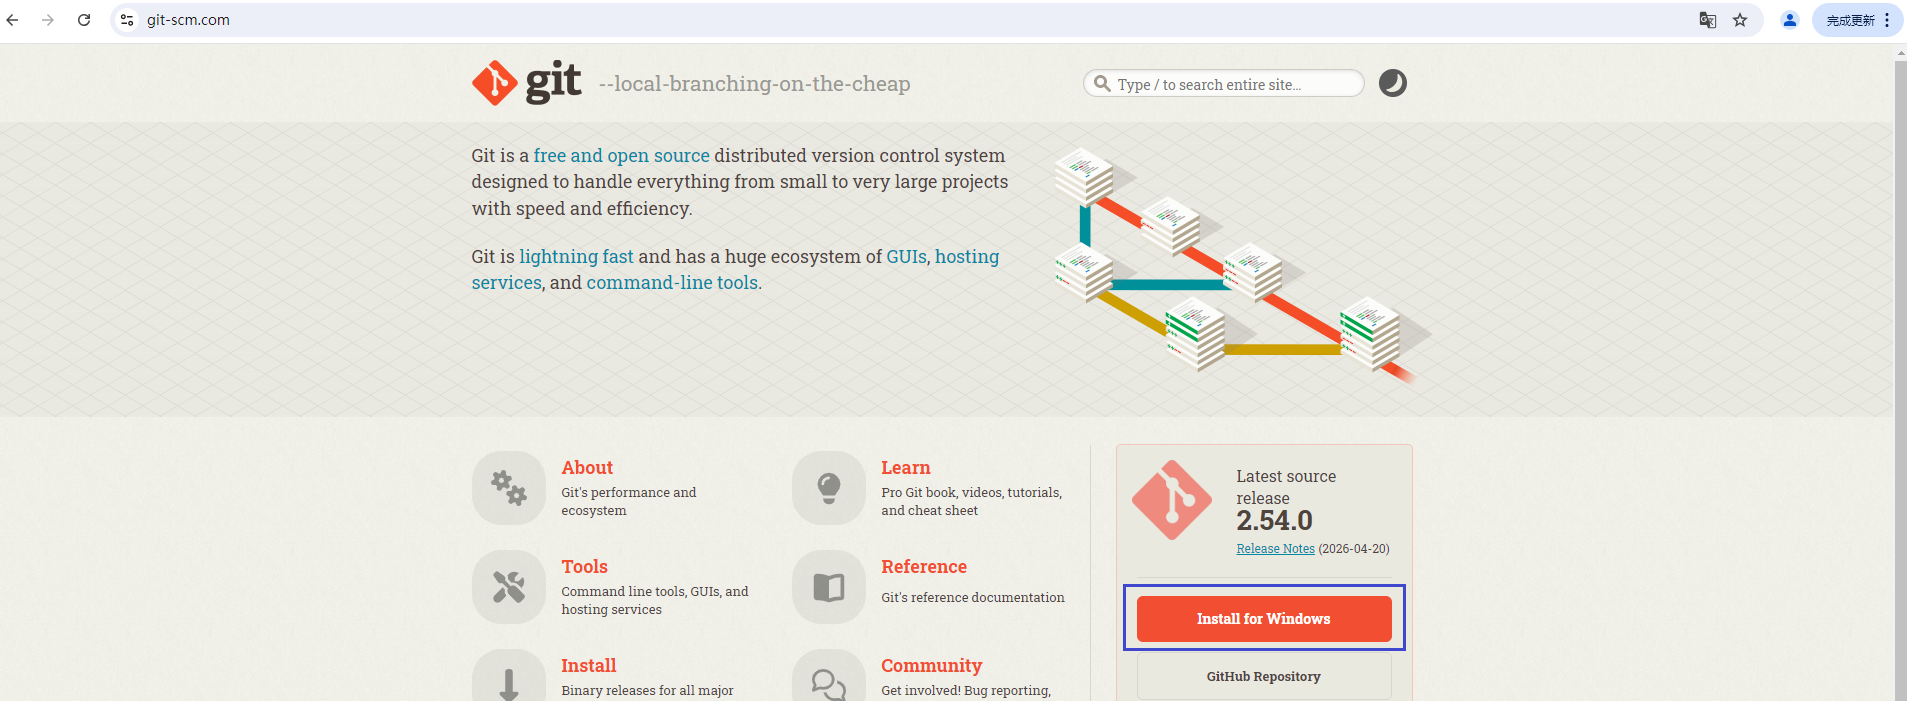 git-scm.com
完成更新
git --local-branching-on-the-cheap
Type / to search entire site...
Git is a free and open source distributed version control system
designed to handle everything from small to very large projects
with speed and efficiency.
Git is lightning fast and has a huge ecosystem of GUIs, hosting
services, and command-line tools.
About
Git's performance and
ecosystem
Learn
Pro Git book, videos, tutorials,
and cheat sheet
Tools
Command line tools, GUIs, and
hosting services
Reference
Git's reference documentation
Install
Binary releases for all major
Community
Get involved! Bug reporting,
Latest source
release
2.54.0
Release Notes (2026-04-20)
Install for Windows
GitHub Repository